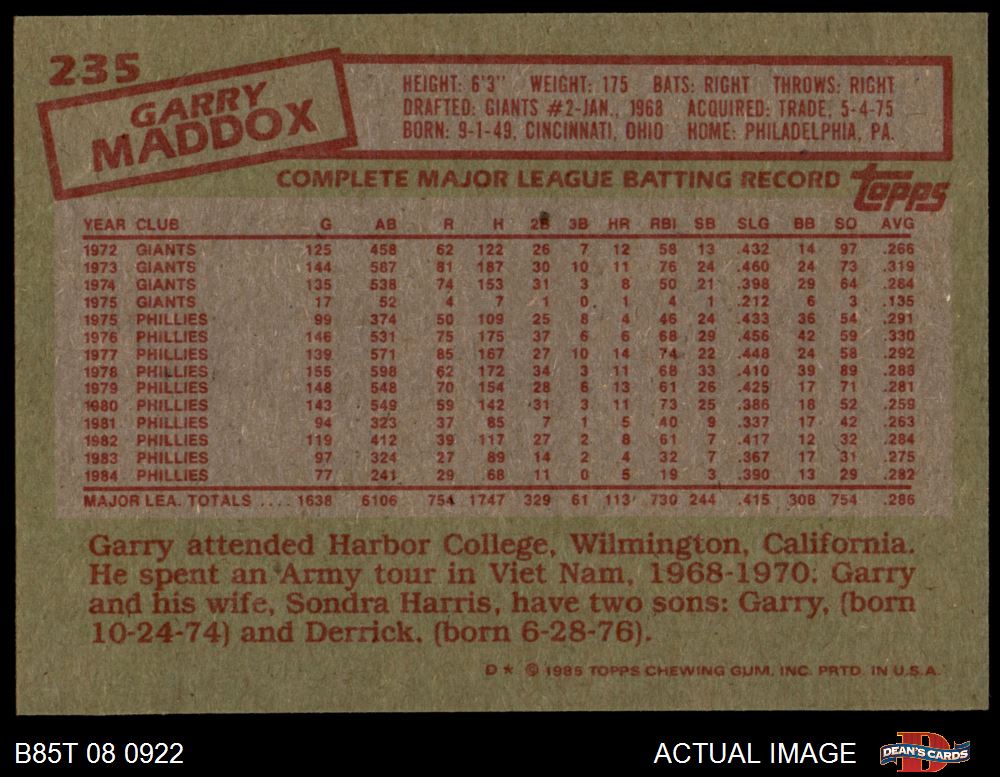 235
GARRY
MADDOX
HEIGHT: 6'3" WEIGHT: 175 BATS: RIGHT THROWS: RIGHT
DRAFTED: GIANTS #2-JAN., 1968 ACQUIRED: TRADE, 5-4-75
BORN: 9-1-49, CINCINNATI, OHIO HOME: PHILADELPHIA, PA.
COMPLETE MAJOR LEAGUE BATTING RECORD topps
YEAR CLUB G AB R H 2B 3B HR RBI SB SLG BB SO AVG
1972 GIANTS 125 458 62 122 26 7 12 58 13 .432 14 97 .266
1973 GIANTS 144 587 81 187 30 10 11 76 24 .460 24 73 .319
1974 GIANTS 135 538 74 153 31 3 8 50 21 .398 29 64 .284
1975 GIANTS 17 52 4 7 1 0 1 4 1 .212 6 3 .135
1975 PHILLIES 99 374 50 109 25 8 4 46 24 .433 36 54 .291
1976 PHILLIES 146 531 75 175 37 6 6 68 29 .456 42 59 .330
1977 PHILLIES 139 571 85 167 27 10 14 74 22 .448 24 58 .292
1978 PHILLIES 155 598 62 172 34 3 11 68 33 .410 39 89 .288
1979 PHILLIES 148 548 70 154 28 6 13 61 26 .425 17 71 .281
1980 PHILLIES 143 549 59 142 31 3 11 73 25 .386 18 52 .259
1981 PHILLIES 94 323 37 85 7 1 5 40 9 .337 17 42 .263
1982 PHILLIES 119 412 39 117 27 2 8 61 7 .417 12 32 .284
1983 PHILLIES 97 324 27 89 14 2 4 32 7 .367 17 31 .275
1984 PHILLIES 77 241 29 68 11 0 5 19 3 .390 13 29 .282
MAJOR LEA. TOTALS .... 1638 6106 754 1747 329 61 113 730 244 .415 308 754 .286
Garry attended Harbor College, Wilmington, California.
He spent an Army tour in Viet Nam, 1968-1970. Garry
and his wife, Sondra Harris, have two sons: Garry, (born
10-24-74) and Derrick. (born 6-28-76).
D * © 1985 TOPPS CHEWING GUM, INC. PRTD. IN U.S.A.
B85T 08 0922 ACTUAL IMAGE DEAN'S CARDS